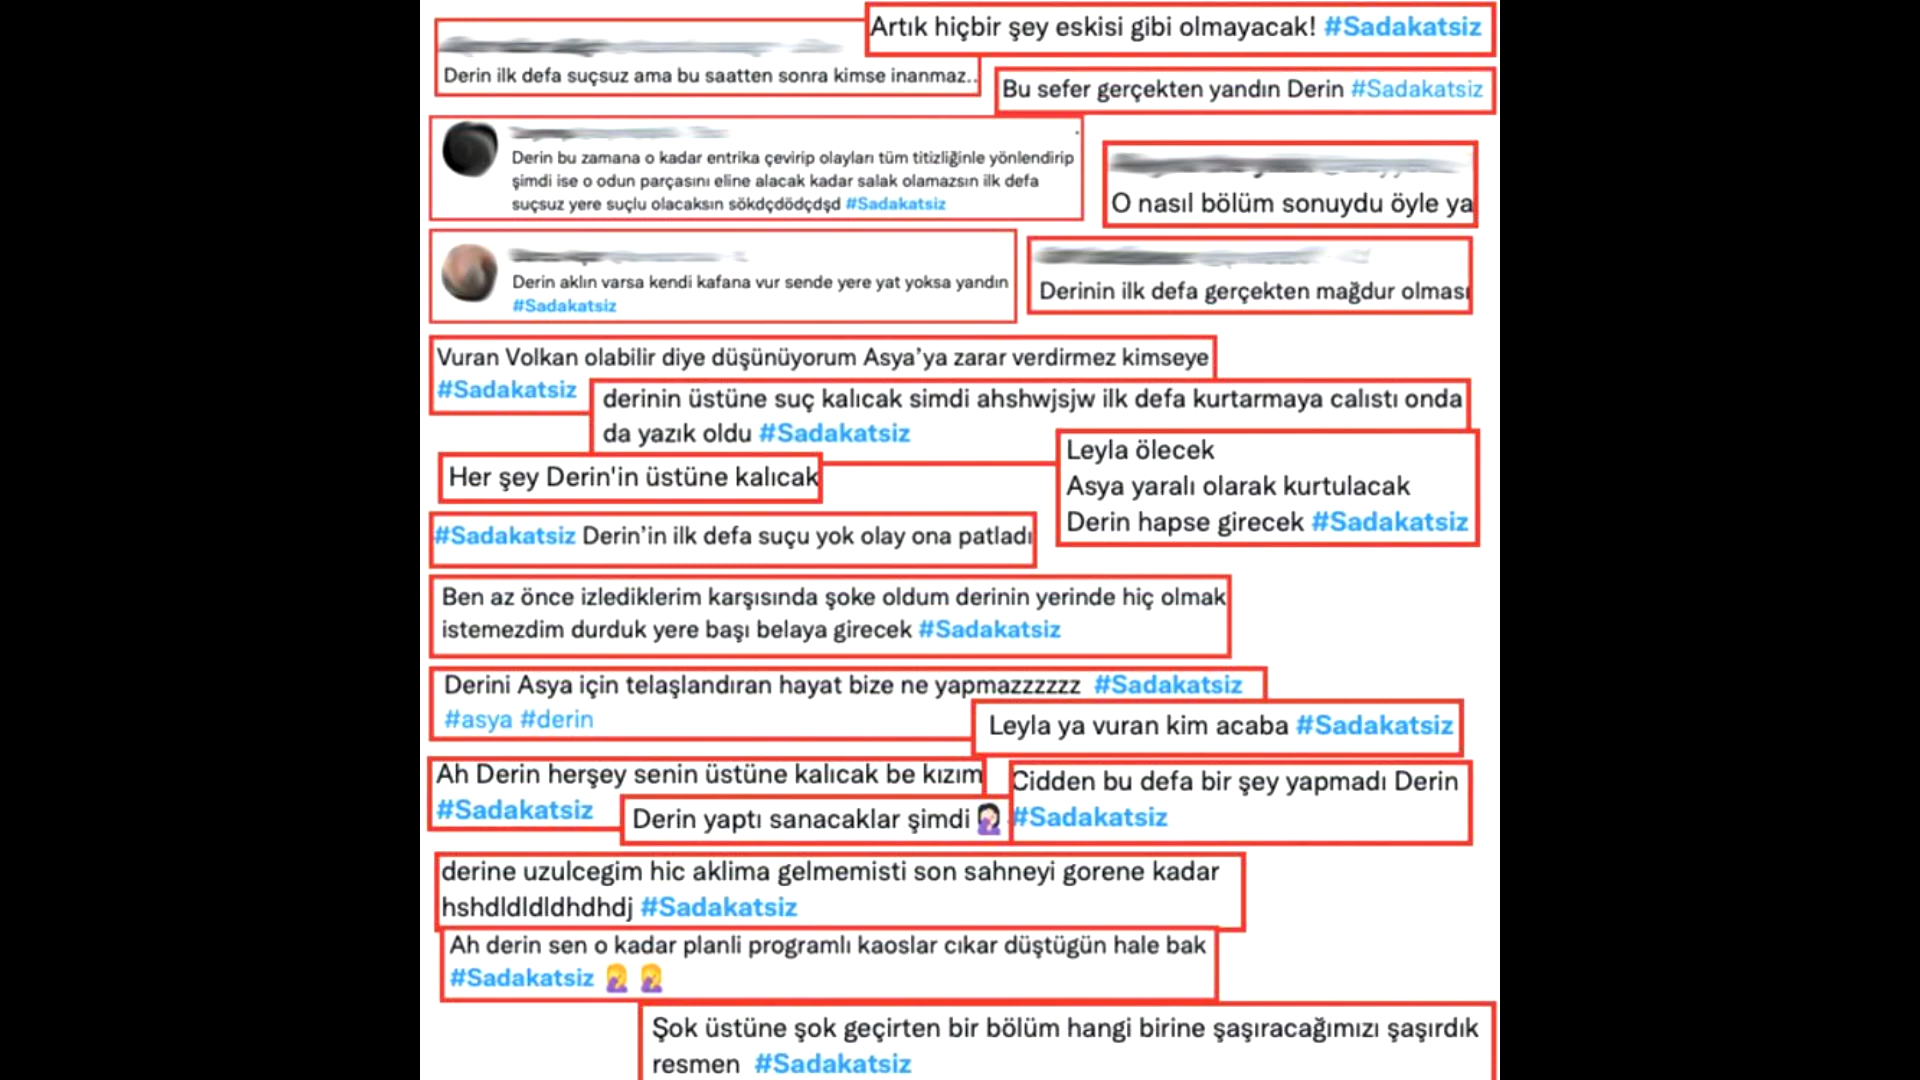 Artık hiçbir şey eskisi gibi olmayacak! #Sadakatsiz
Derin ilk defa suçsuz ama bu saatten sonra kimse inanmaz..
Bu sefer gerçekten yandın Derin #Sadakatsiz
Derin bu zamana o kadar entrika çevirip olayları tüm titizliğinle yönlendirip
şimdi ise o odun parçasını eline alacak kadar salak olamazsın ilk defa
suçsuz yere suçlu olacaksın sökdçdödçdşd #Sadakatsiz
O nasıl bölüm sonuydu öyle ya
Derin aklın varsa kendi kafana vur sende yere yat yoksa yandın
#Sadakatsiz
Derinin ilk defa gerçekten mağdur olması
Vuran Volkan olabilir diye düşünüyorum Asya’ya zarar verdirmez kimseye
#Sadakatsiz
derinin üstüne suç kalıcak simdi ahshwjsjw ilk defa kurtarmaya calıstı onda
da yazık oldu #Sadakatsiz
Her şey Derin'in üstüne kalıcak
Leyla ölecek
Asya yaralı olarak kurtulacak
Derin hapse girecek #Sadakatsiz
#Sadakatsiz Derin’in ilk defa suçu yok olay ona patladı
Ben az önce izlediklerim karşısında şoke oldum derinin yerinde hiç olmak
istemezdim durduk yere başı belaya girecek #Sadakatsiz
Derini Asya için telaşlandıran hayat bize ne yapmazzzzzz #Sadakatsiz
#asya #derin
Leyla ya vuran kim acaba #Sadakatsiz
Ah Derin herşey senin üstüne kalıcak be kızım
#Sadakatsiz
Derin yaptı sanacaklar şimdi 🤦🏻‍♀️
Cidden bu defa bir şey yapmadı Derin
#Sadakatsiz
derine uzulcegim hic aklima gelmemisti son sahneyi gorene kadar
hshdldldldhdhdj #Sadakatsiz
Ah derin sen o kadar planli programlı kaoslar cıkar düştügün hale bak
#Sadakatsiz 🤦 🤦
Şok üstüne şok geçirten bir bölüm hangi birine şaşıracağımızı şaşırdık
resmen #Sadakatsiz